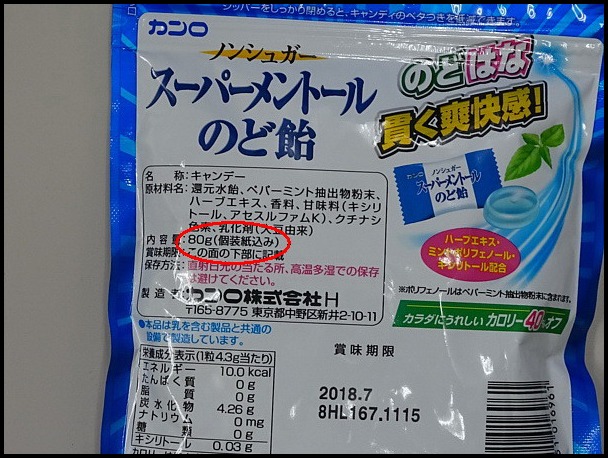 ジッパーをしっかり閉めると、キャンディのベタつきを低減できます。
カンロ
ノンシュガー
スーパーメントール
のど飴
のどはな
貫く爽快感!
カンロ
ノンシュガー
スーパーメントール
のど飴
ハーブエキス・
ミントポリフェノール・
キシリトール配合
※ポリフェノールはペパーミント抽出物粉末に含まれます。
カラダにうれしい カロリー40%オフ
名称:キャンデー
原材料名:還元水飴、ペパーミント抽出物粉末、
ハーブエキス、香料、甘味料(キシリ
トール、アセスルファムK)、クチナシ
色素、乳化剤(大豆由来)
内容量:80g(個装紙込み)
賞味期限:この面の下部に記載
保存方法:直射日光の当たる所、高温多湿での保存
は避けてください。
製造 カンロ株式会社H
〒165-8775 東京都中野区新井2-10-11
●本品は乳を含む製品と共通の
設備で製造しています。
栄養成分表示(1粒4.3g当たり)
エネルギー 10.0kcal
たんぱく質 0g
脂質 0g
炭水化物 4.26g
ナトリウム 0mg
糖類 0g
キシリトール 0.03g
賞味期限
2018.7
8HL167.1115